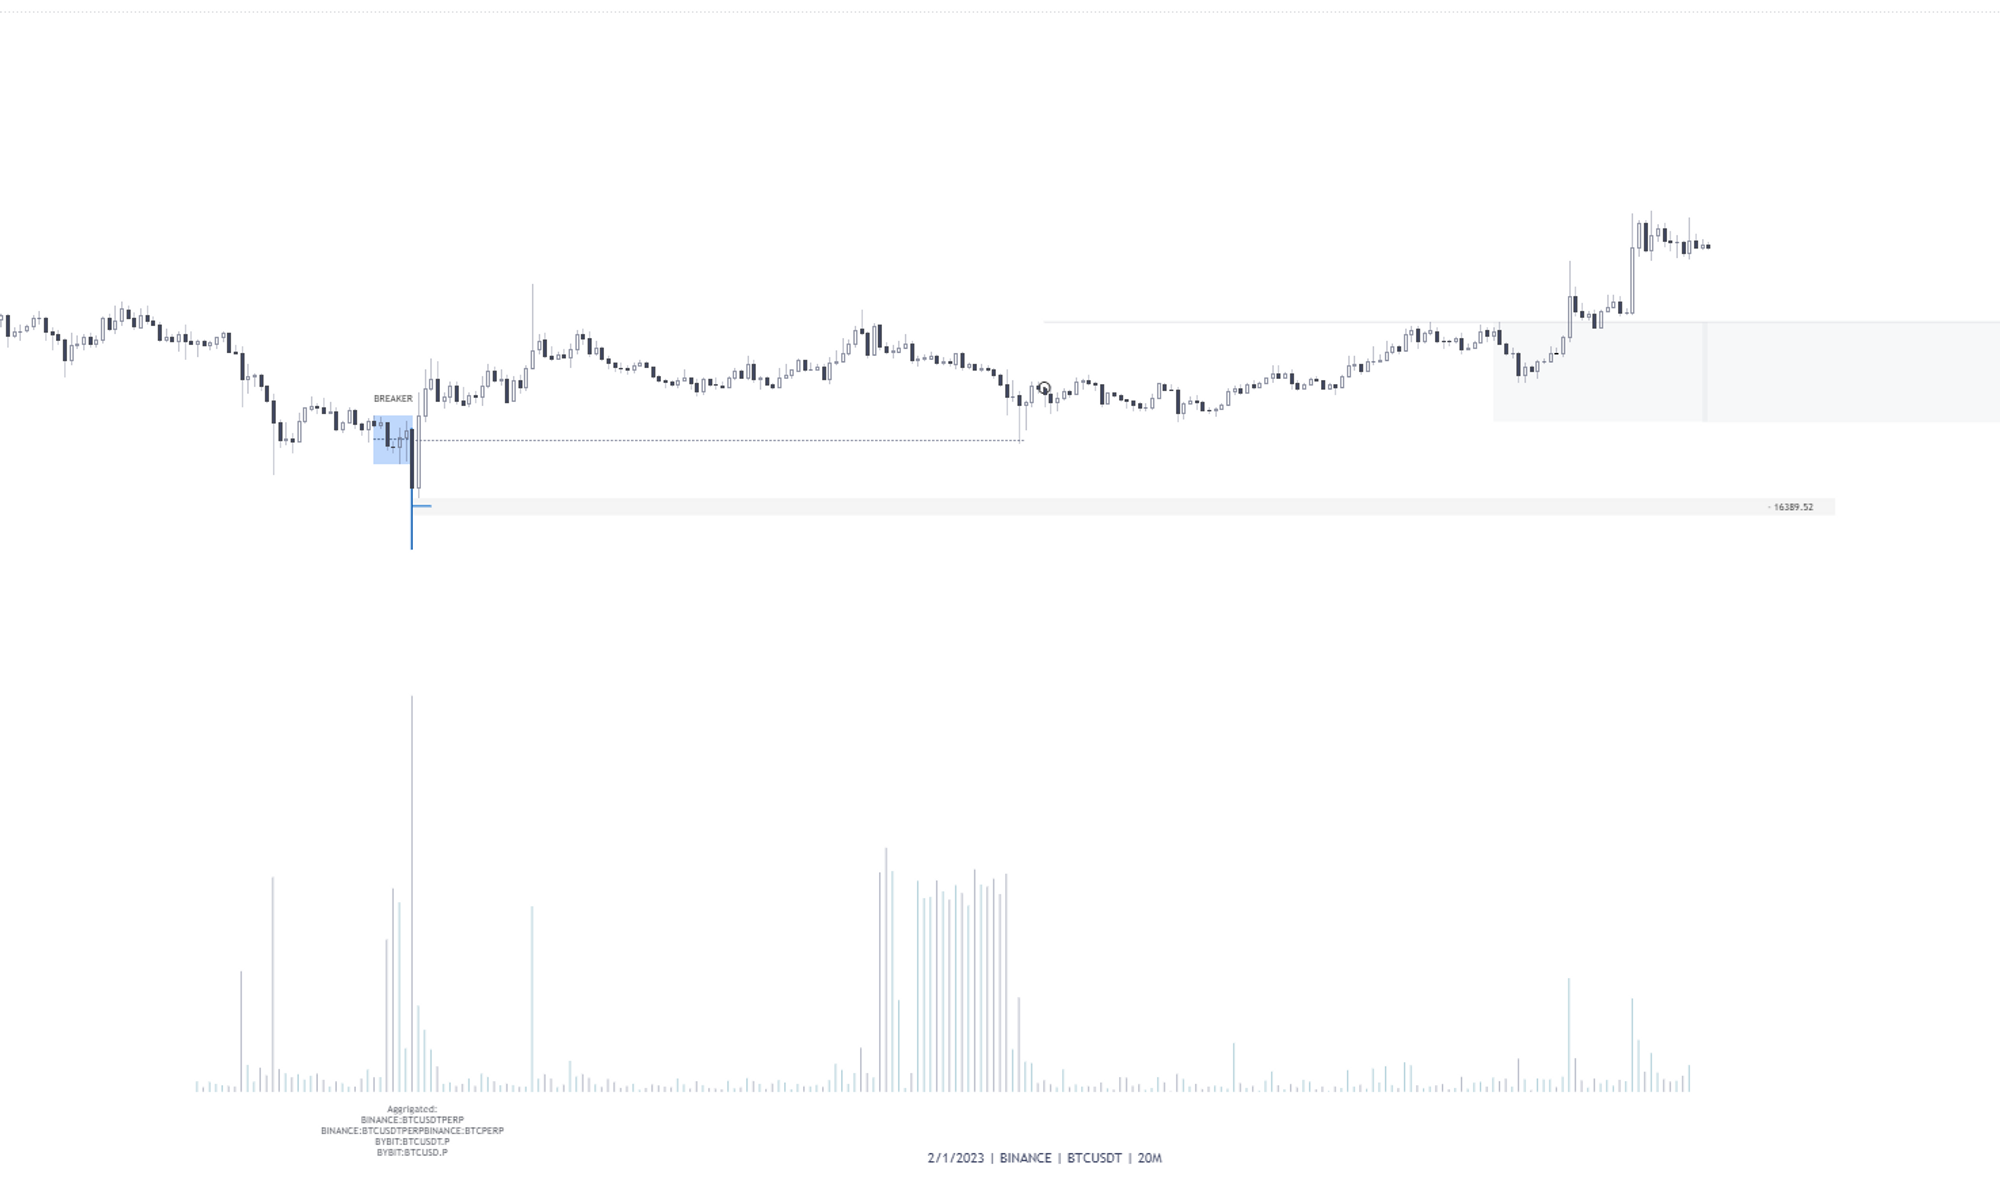 BREAKER
- 16389.52
Aggrigated:
BINANCE:BTCUSDTPERP
BINANCE:BTCUSDTPERPBINANCE:BTCPERP
BYBIT:BTCUSDT.P
BYBIT:BTCUSD.P
2/1/2023 | BINANCE | BTCUSDT | 20M